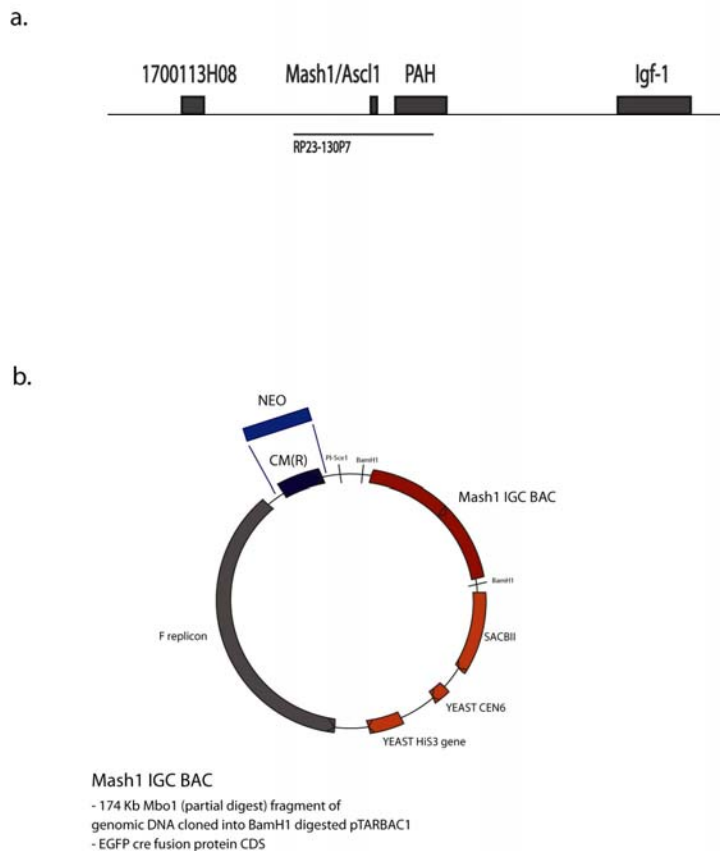 a.
1700113H08 Mash1/Ascl1 PAH Igf-1
RP23-130P7
b.
NEO
CM(R) PI-Sce1 BamH1
Mash1 IGC BAC
BamH1
SACBII
F replicon
YEAST CEN6
YEAST HiS3 gene
Mash1 IGC BAC
- 174 Kb Mbo1 (partial digest) fragment of
genomic DNA cloned into BamH1 digested pTARBAC1
- EGFP cre fusion protein CDS